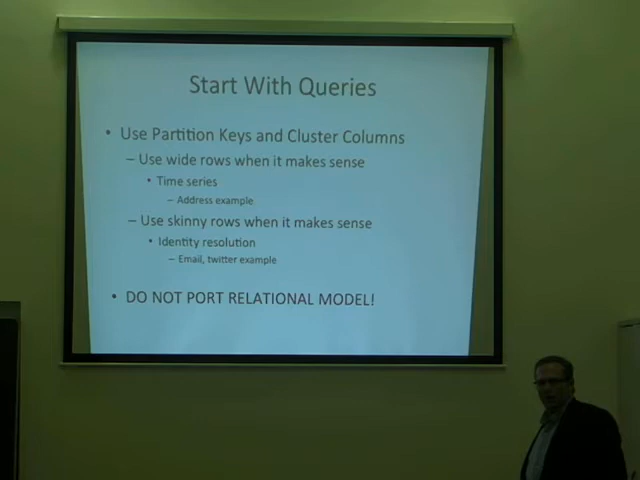 Start With Queries
• Use Partition Keys and Cluster Columns
– Use wide rows when it makes sense
• Time series
– Address example
– Use skinny rows when it makes sense
• Identity resolution
– Email, twitter example
• DO NOT PORT RELATIONAL MODEL!